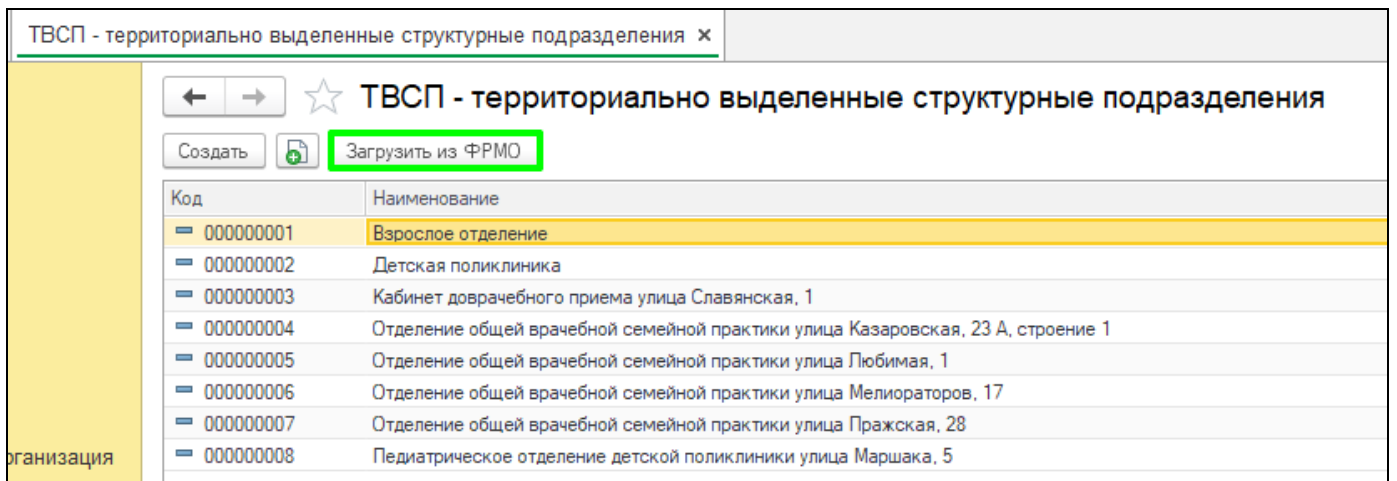 ТВСП - территориально выделенные структурные подразделения ×
ТВСП - территориально выделенные структурные подразделения
Создать Загрузить из ФРМО
Код Наименование
000000001 Взрослое отделение
000000002 Детская поликлиника
000000003 Кабинет доврачебного приема улица Славянская, 1
000000004 Отделение общей врачебной семейной практики улица Казаровская, 23 А, строение 1
000000005 Отделение общей врачебной семейной практики улица Любимая, 1
000000006 Отделение общей врачебной семейной практики улица Мелиораторов, 17
000000007 Отделение общей врачебной семейной практики улица Пражская, 28
рганизация 000000008 Педиатрическое отделение детской поликлиники улица Маршака, 5